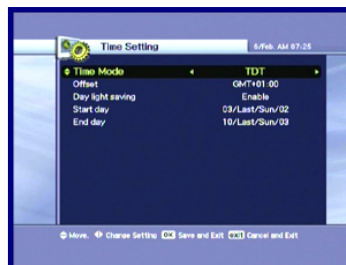 Time Setting 6/Feb. AM 07:25
Time Mode TDT
Offset GMT+01:00
Day light saving Enable
Start day 03/Last/Sun/02
End day 10/Last/Sun/03
Move, Change Setting OK Save and Exit EXIT Cancel and Exit